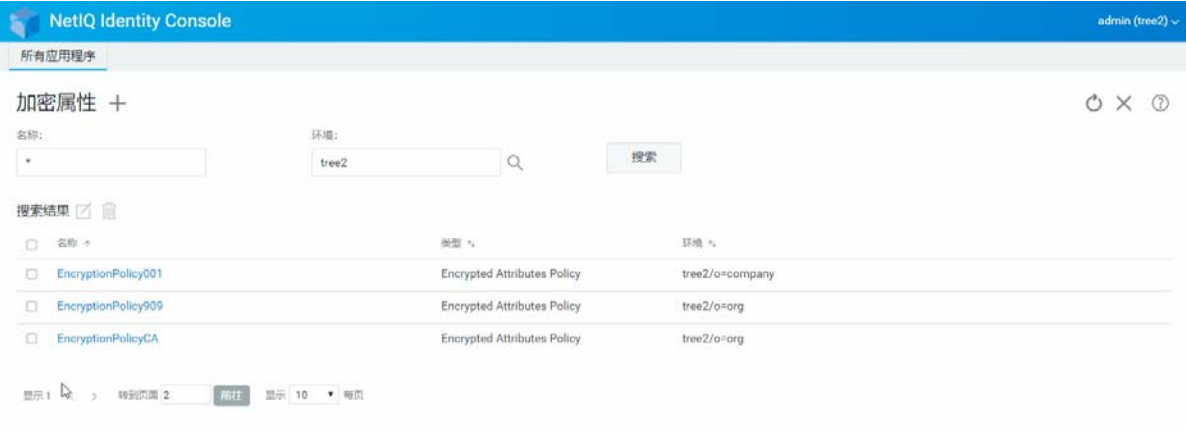 NetIQ Identity Console
admin (tree2)
所有应用程序
加密属性
名称: 环境:
* tree2 搜索
搜索结果
名称 类型 环境
EncryptionPolicy001 Encrypted Attributes Policy tree2/o=company
EncryptionPolicy909 Encrypted Attributes Policy tree2/o=org
EncryptionPolicyCA Encrypted Attributes Policy tree2/o=org
显示 1 转到页面 2 前往 显示 10 每页